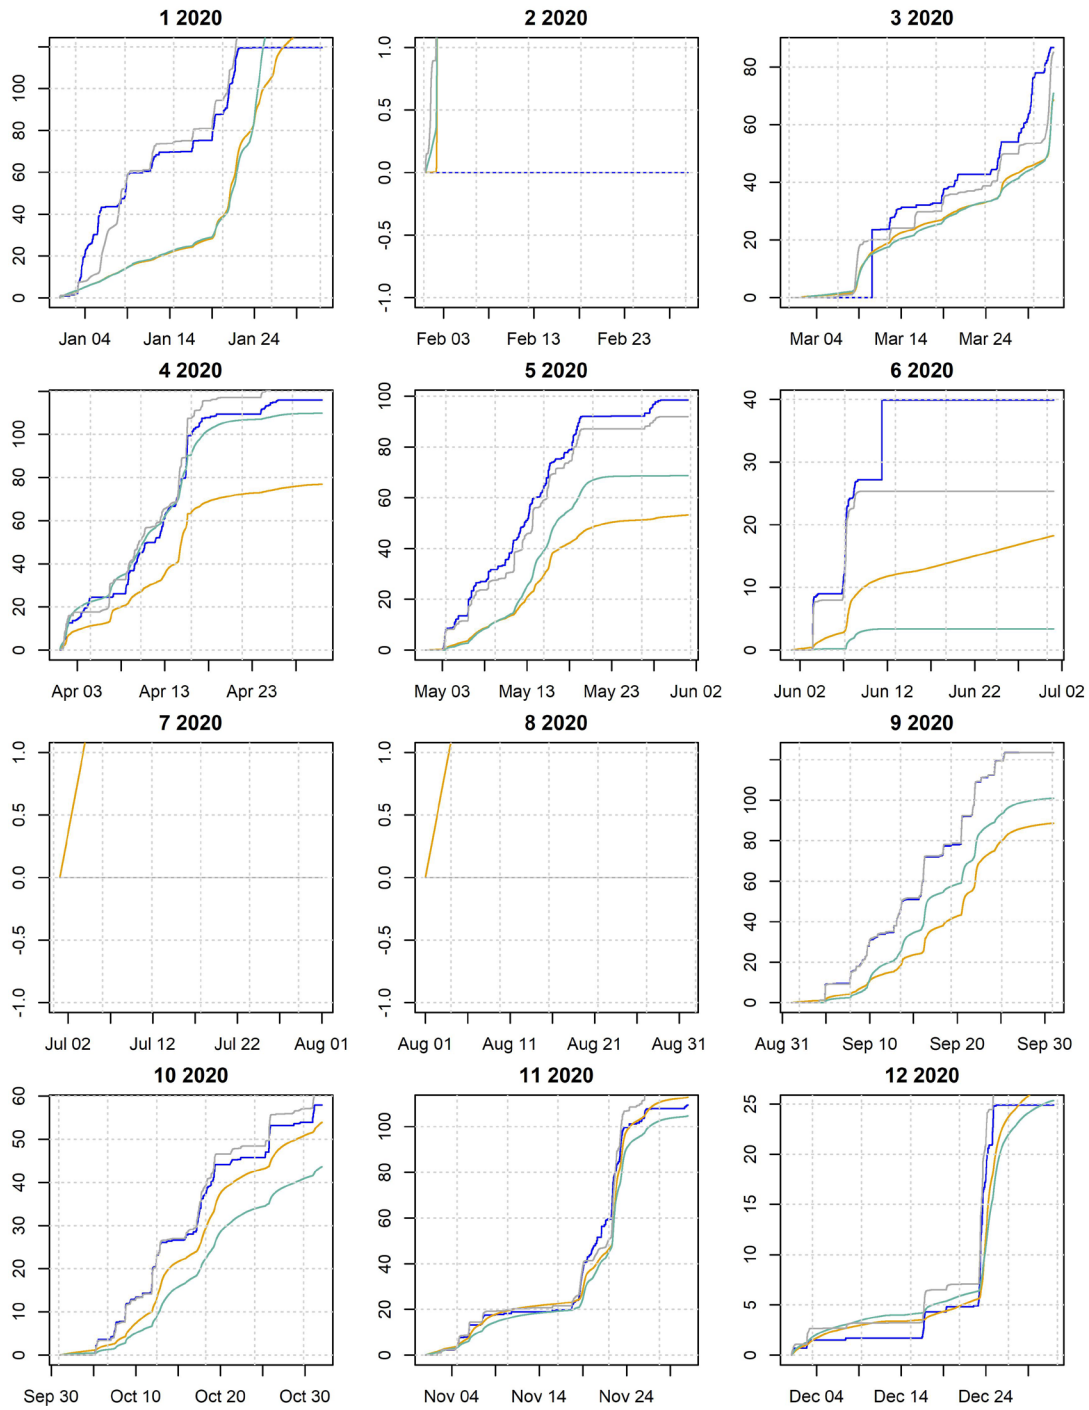 1 2020
0 20 40 60 80 100
Jan 04 Jan 14 Jan 24
2 2020
-1.0 -0.5 0.0 0.5 1.0
Feb 03 Feb 13 Feb 23
3 2020
0 20 40 60 80
Mar 04 Mar 14 Mar 24
4 2020
0 20 40 60 80 100
Apr 03 Apr 13 Apr 23
5 2020
0 20 40 60 80 100
May 03 May 13 May 23 Jun 02
6 2020
0 10 20 30 40
Jun 02 Jun 12 Jun 22 Jul 02
7 2020
-1.0 -0.5 0.0 0.5 1.0
Jul 02 Jul 12 Jul 22 Aug 01
8 2020
-1.0 -0.5 0.0 0.5 1.0
Aug 01 Aug 11 Aug 21 Aug 31
9 2020
0 20 40 60 80 100
Aug 31 Sep 10 Sep 20 Sep 30
10 2020
0 10 20 30 40 50 60
Sep 30 Oct 10 Oct 20 Oct 30
11 2020
0 20 40 60 80 100
Nov 04 Nov 14 Nov 24
12 2020
0 5 10 15 20 25
Dec 04 Dec 14 Dec 24